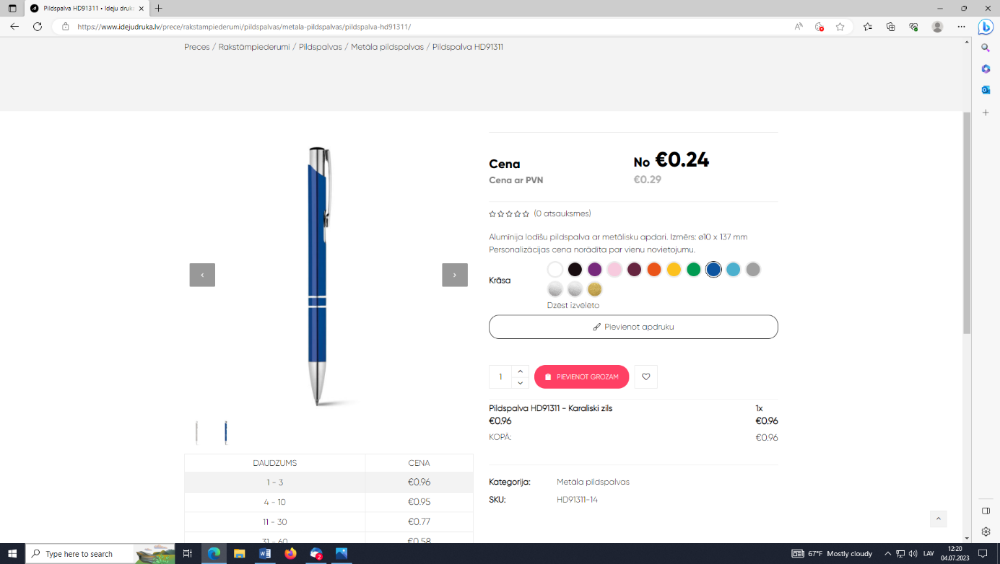 Pildspalva HD91311 • Ideju druk
https://www.idejudruka.lv/prece/rakstampiederumi/pildspalvas/metala-pildspalvas/pildspalva-hd91311/
Preces / Rakstāmpiederumi / Pildspalvas / Metāla pildspalvas / Pildspalva HD91311
Cena No €0.24
Cena ar PVN €0.29
(0 atsauksmes)
Alumīnija lodīšu pildspalva ar metālisku apdari. Izmērs: ø10 x 137 mm
Personalizācijas cena norādīta par vienu novietojumu.
Krāsa
Dzēst izvēlēto
Pievienot apdruku
1 PIEVIENOT GROZAM
Pildspalva HD91311 - Karaliski zils 1x
€0.96 €0.96
KOPĀ: €0.96
DAUDZUMS CENA
1 - 3 €0.96
4 - 10 €0.95
11 - 30 €0.77
31 - 60 €0.58
Kategorija: Metāla pildspalvas
SKU: HD91311-14
Type here to search
67°F Mostly cloudy
LAV
12:20
04.07.2023